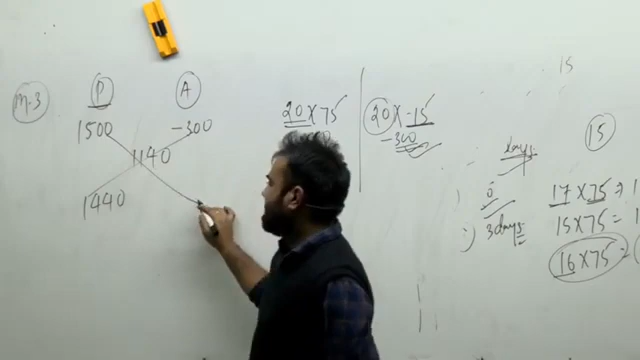 M-3
P A
1500 -300
1140
1440
20 × 75
20 × -15
-300
15
15
days
0
17 × 75 =
3 days
15 × 75 =
16 × 75 =